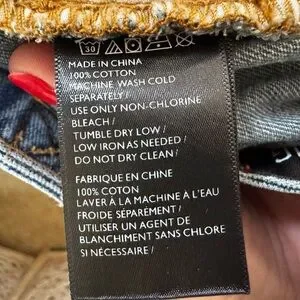 30
MADE IN CHINA
100% COTTON
MACHINE WASH COLD
SEPARATELY /
USE ONLY NON-CHLORINE
BLEACH /
TUMBLE DRY LOW /
LOW IRON AS NEEDED /
DO NOT DRY CLEAN /
FABRIQUE EN CHINE
100% COTON
LAVER À LA MACHINE À L'EAU
FROIDE SÉPARÉMENT /
UTILISER UN AGENT DE
BLANCHIMENT SANS CHLORE
SI NÉCESSAIRE /